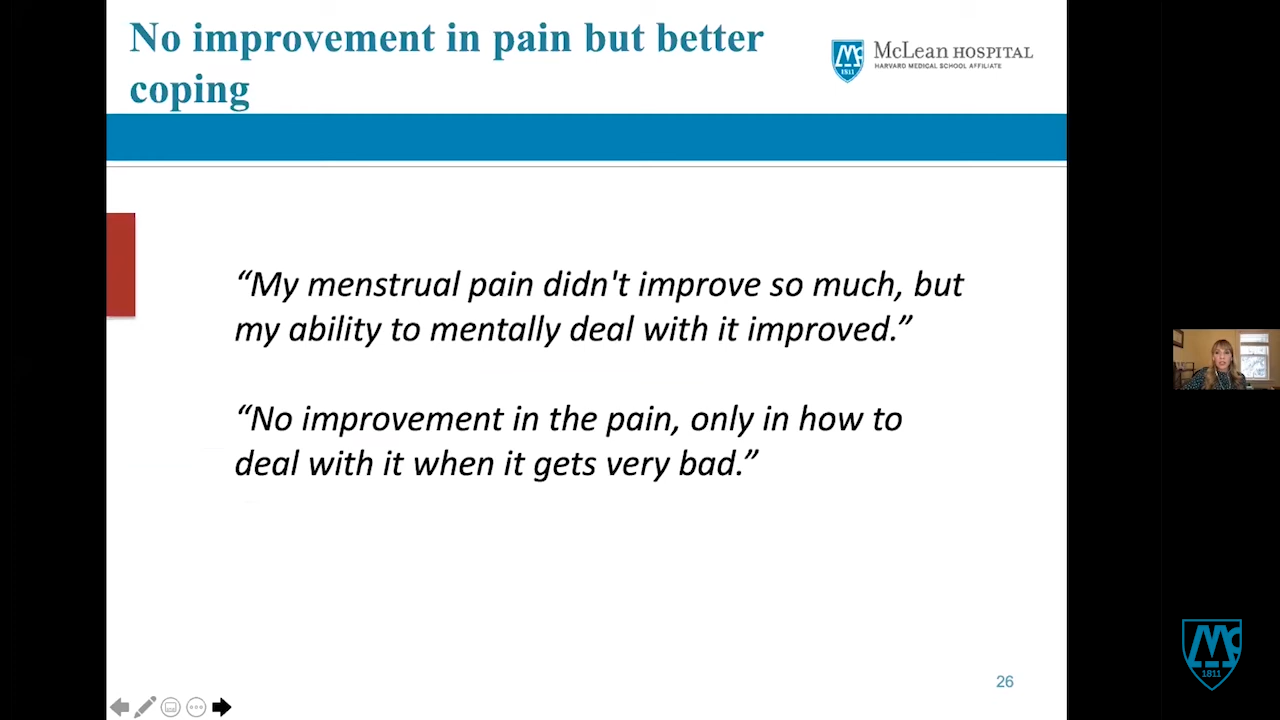 No improvement in pain but better
coping
McLEAN HOSPITAL
HARVARD MEDICAL SCHOOL AFFILIATE
1811
“My menstrual pain didn't improve so much, but
my ability to mentally deal with it improved.”
“No improvement in the pain, only in how to
deal with it when it gets very bad.”
26
1811